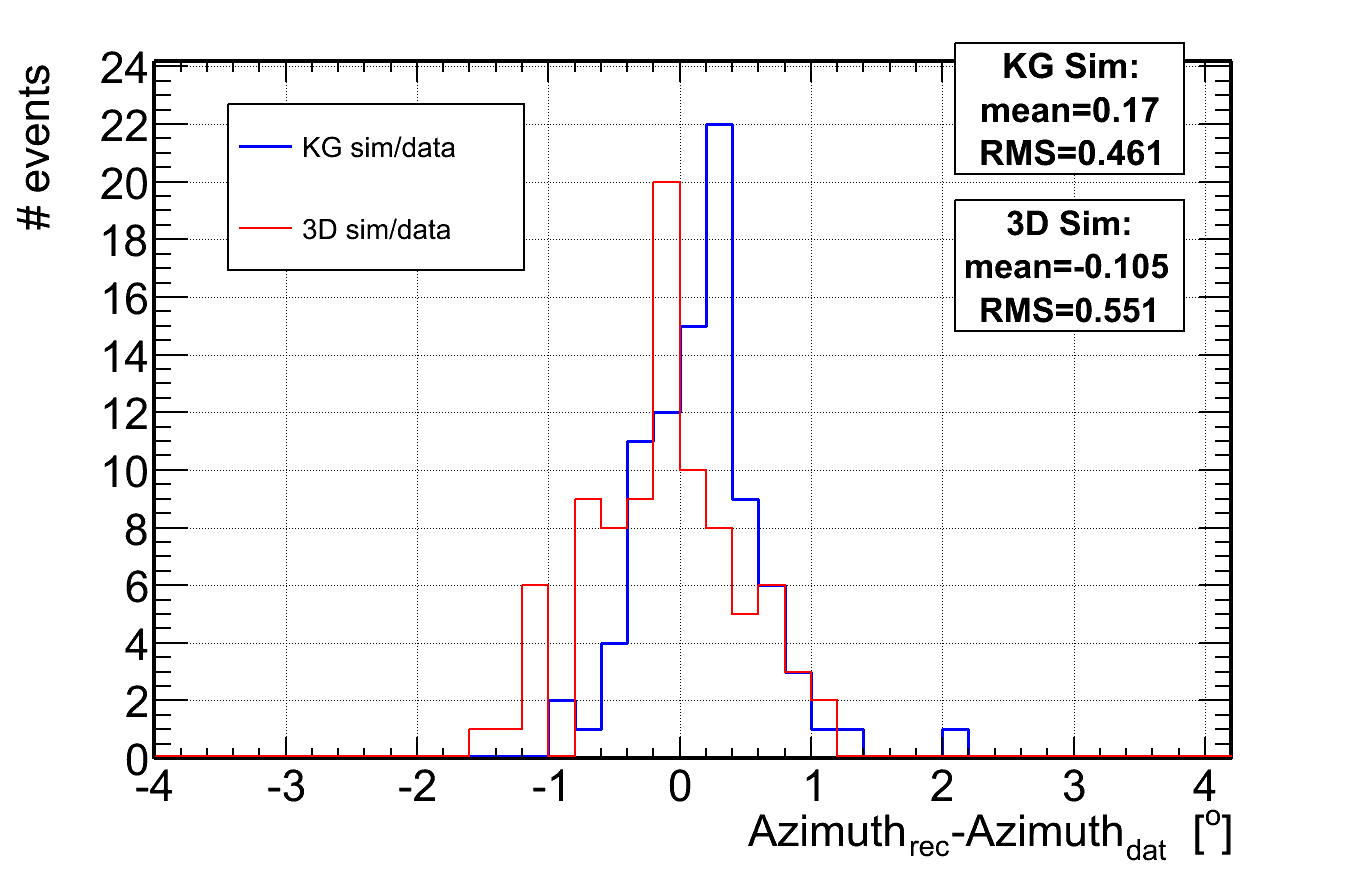 # events
24
22
20
18
16
14
12
10
8
6
4
2
0
KG sim/data
3D sim/data
KG Sim:
mean=0.17
RMS=0.461
3D Sim:
mean=-0.105
RMS=0.551
-4 -3 -2 -1 0 1 2 3 4
Azimuthrec-Azimuthdat [o]